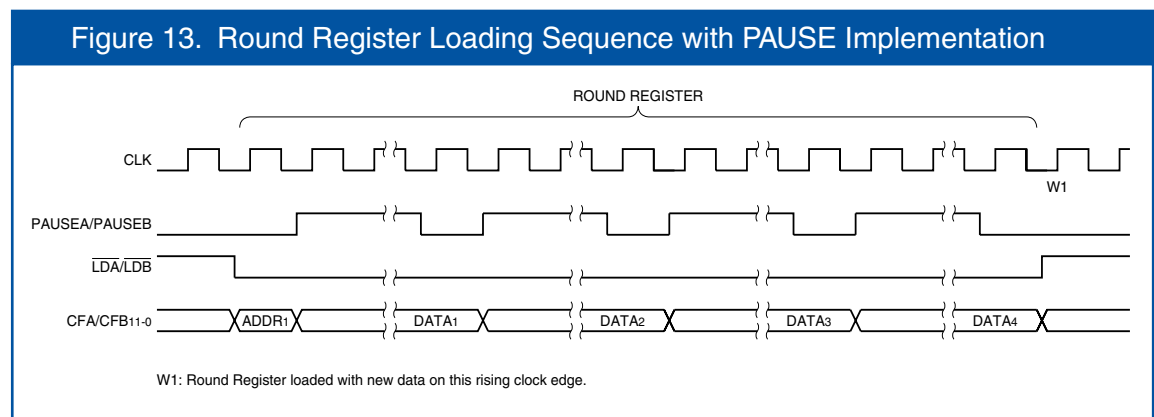 Figure 13. Round Register Loading Sequence with PAUSE Implementation
ROUND REGISTER
CLK
W1
PAUSEA/PAUSEB
LDA/LDB
CFA/CFB11-0
ADDR1
DATA1
DATA2
DATA3
DATA4
W1: Round Register loaded with new data on this rising clock edge.